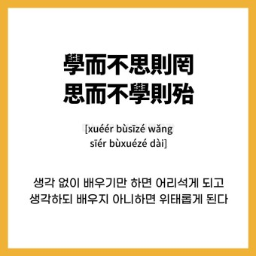 學而不思則罔
思而不學則殆
[xuéér bùsīzé wǎng
sīér bùxuézé dài]
생각 없이 배우기만 하면 어리석게 되고
생각하되 배우지 아니하면 위태롭게 된다